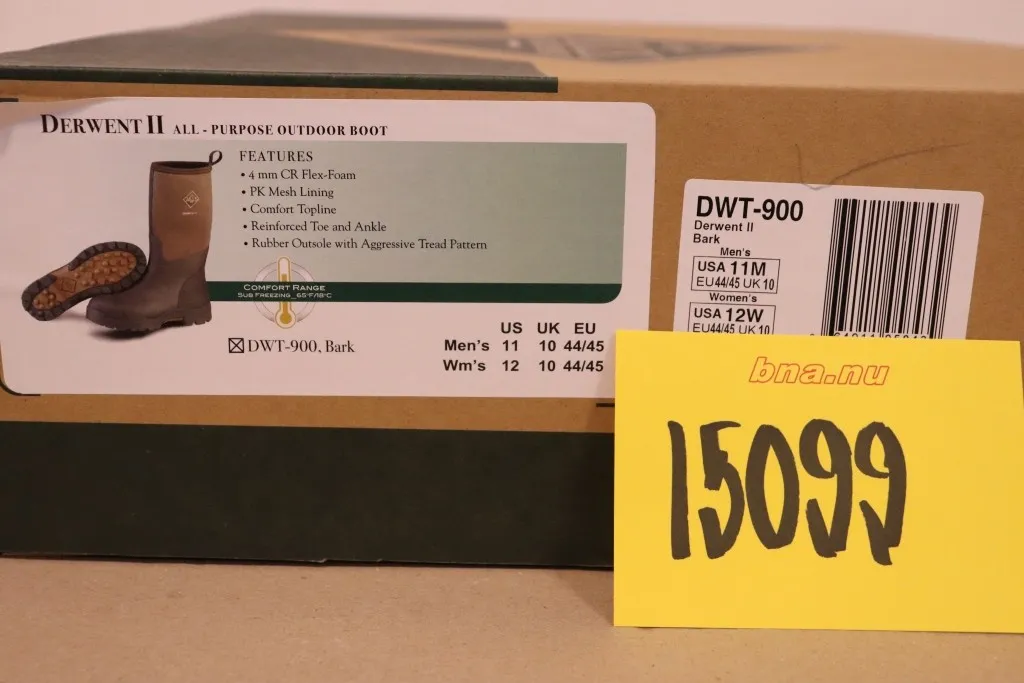 DERWENT II ALL - PURPOSE OUTDOOR BOOT
FEATURES
• 4 mm CR Flex-Foam
• PK Mesh Lining
• Comfort Topline
• Reinforced Toe and Ankle
• Rubber Outsole with Aggressive Tread Pattern
COMFORT RANGE
SUB FREEZING_65°F/18°C
DWT-900, Bark
US UK EU
Men's 11 10 44/45
Wm's 12 10 44/45
DWT-900
Derwent II
Bark
Men's
USA 11M
EU44/45 UK 10
Women's
USA 12W
EU44/45 UK 10
bna.nu
15099